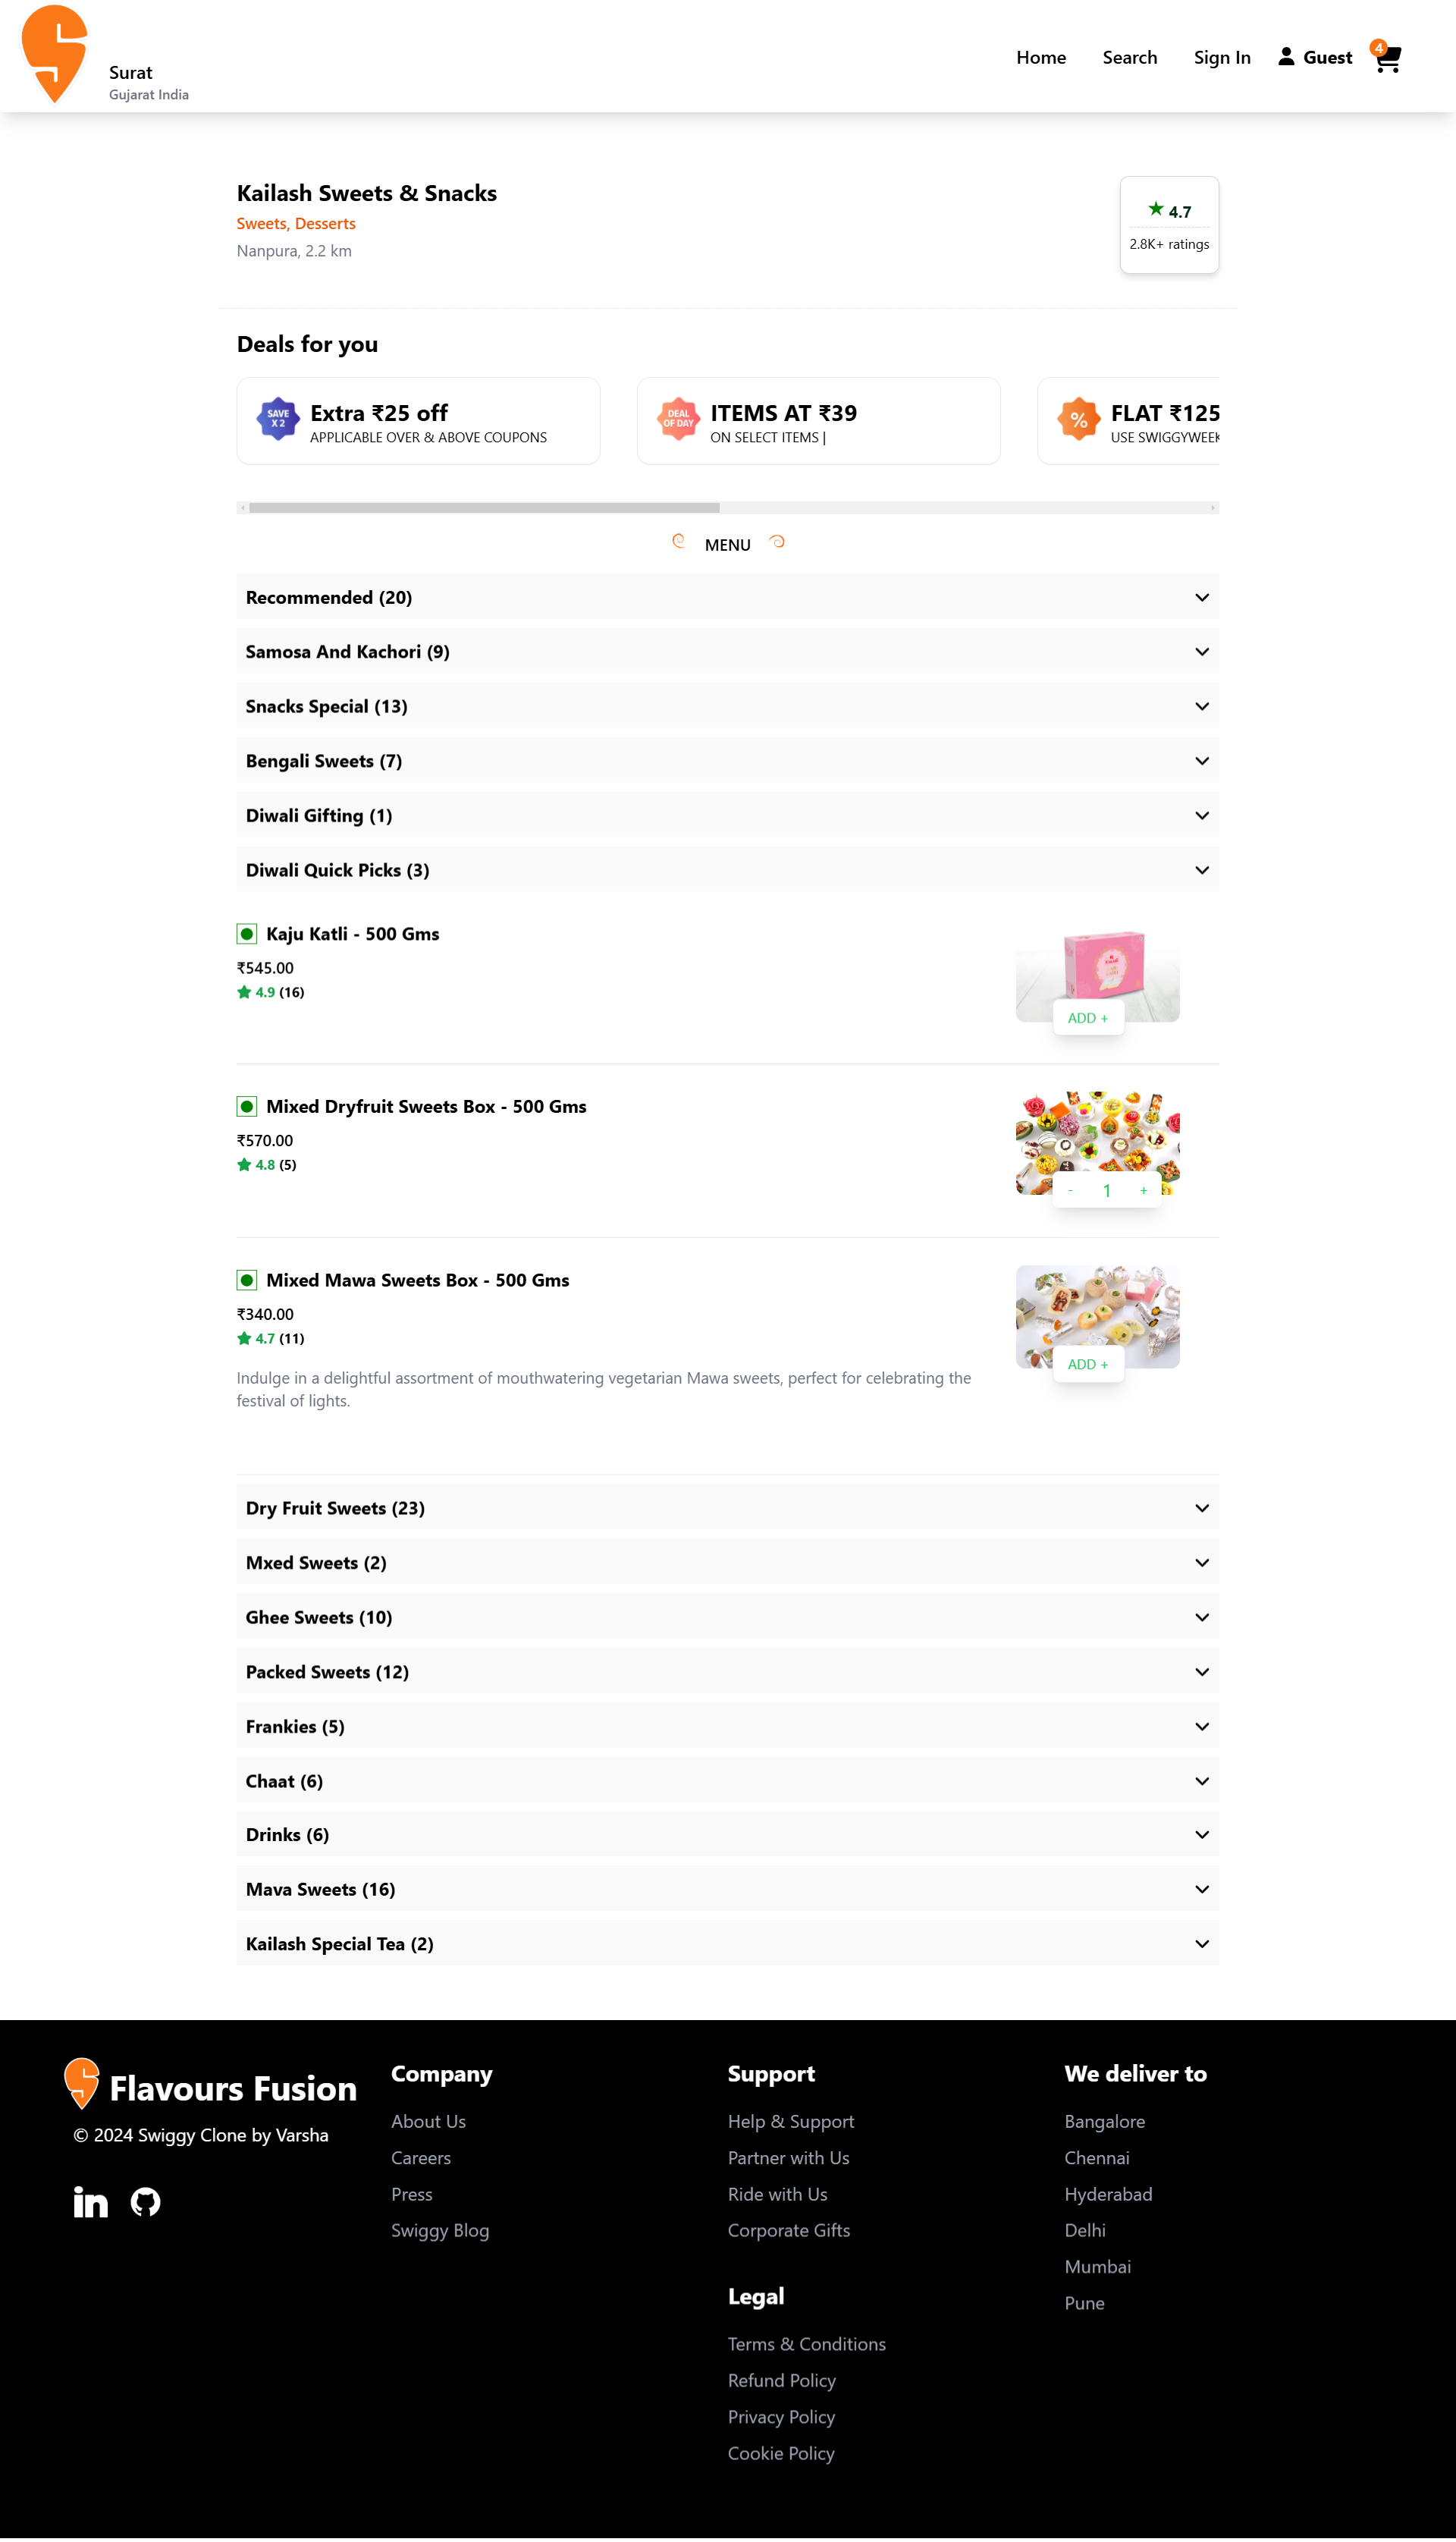 Surat
Gujarat India
Home
Search
Sign In
Guest
4
Kailash Sweets & Snacks
Sweets, Desserts
Nanpura, 2.2 km
4.7
2.8K+ ratings
Deals for you
SAVE
X 2
Extra ₹25 off
APPLICABLE OVER & ABOVE COUPONS
DEAL
OF DAY
ITEMS AT ₹39
ON SELECT ITEMS |
%
FLAT ₹125
USE SWIGGYWEEK
MENU
Recommended (20)
Samosa And Kachori (9)
Snacks Special (13)
Bengali Sweets (7)
Diwali Gifting (1)
Diwali Quick Picks (3)
Kaju Katli - 500 Gms
₹545.00
4.9 (16)
ADD +
Mixed Dryfruit Sweets Box - 500 Gms
₹570.00
4.8 (5)
- 1 +
Mixed Mawa Sweets Box - 500 Gms
₹340.00
4.7 (11)
Indulge in a delightful assortment of mouthwatering vegetarian Mawa sweets, perfect for celebrating the
festival of lights.
ADD +
Dry Fruit Sweets (23)
Mxed Sweets (2)
Ghee Sweets (10)
Packed Sweets (12)
Frankies (5)
Chaat (6)
Drinks (6)
Mava Sweets (16)
Kailash Special Tea (2)
Flavours Fusion
© 2024 Swiggy Clone by Varsha
in
Company
About Us
Careers
Press
Swiggy Blog
Support
Help & Support
Partner with Us
Ride with Us
Corporate Gifts
Legal
Terms & Conditions
Refund Policy
Privacy Policy
Cookie Policy
We deliver to
Bangalore
Chennai
Hyderabad
Delhi
Mumbai
Pune